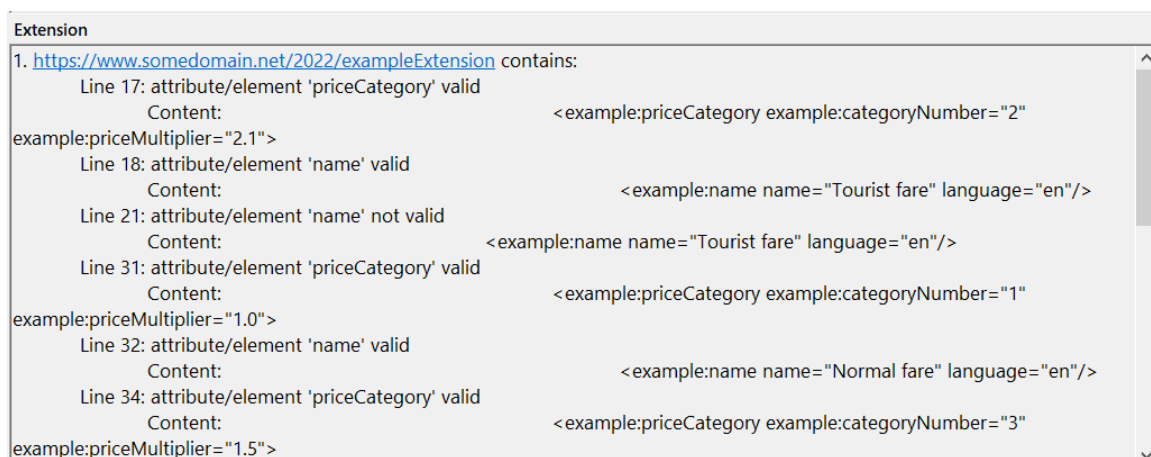 Extension
1. https://www.somedomain.net/2022/exampleExtension contains:
Line 17: attribute/element 'priceCategory' valid
Content: <example:priceCategory example:categoryNumber="2"
example:priceMultiplier="2.1">
Line 18: attribute/element 'name' valid
Content: <example:name name="Tourist fare" language="en"/>
Line 21: attribute/element 'name' not valid
Content: <example:name name="Tourist fare" language="en"/>
Line 31: attribute/element 'priceCategory' valid
Content: <example:priceCategory example:categoryNumber="1"
example:priceMultiplier="1.0">
Line 32: attribute/element 'name' valid
Content: <example:name name="Normal fare" language="en"/>
Line 34: attribute/element 'priceCategory' valid
Content: <example:priceCategory example:categoryNumber="3"
example:priceMultiplier="1.5">